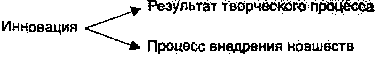 Результат творческого процесса
Инновация
Процесс внедрения новшеств